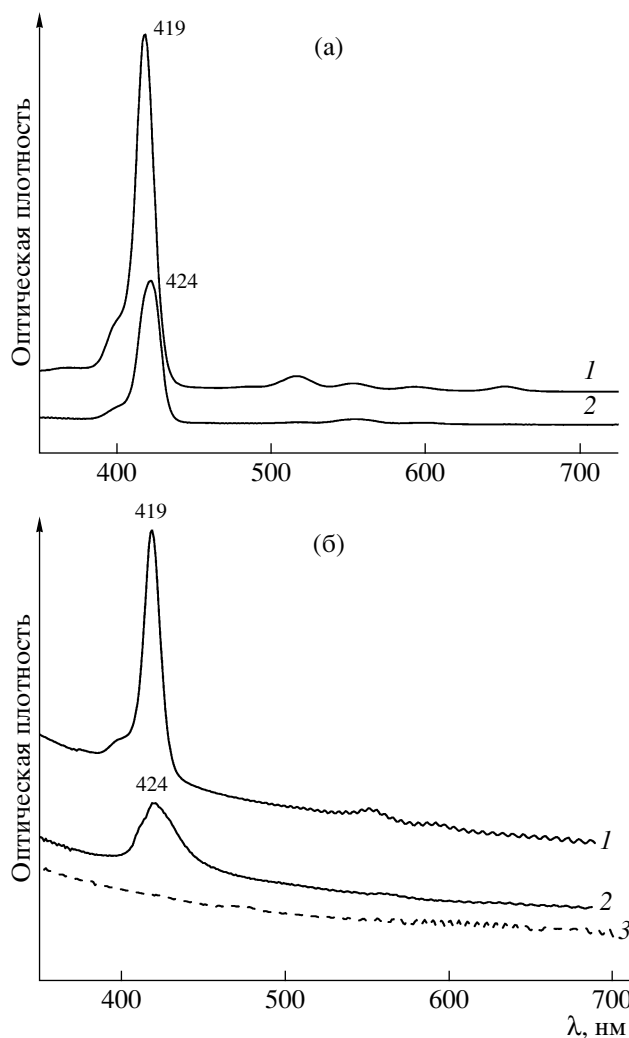 419
(а)
424
Оптическая плотность
1
2
400 500 600 700
419
(б)
424
Оптическая плотность
1
2
3
400 500 600 700
λ, нм